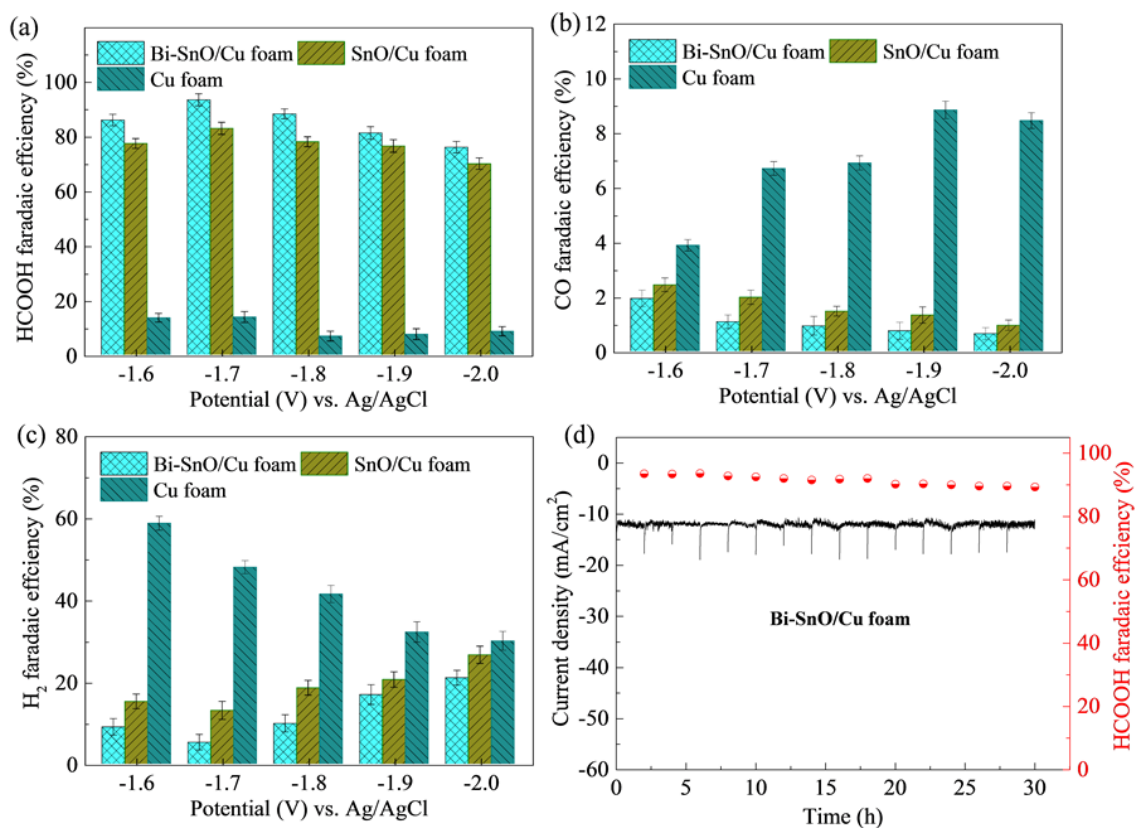 (a)
Bi-SnO/Cu foam
SnO/Cu foam
Cu foam
HCOOH faradaic effciency (%)
100
80
60
40
20
0
-1.6
-1.7
-1.8
-1.9
-2.0
Potential (V) vs. Ag/AgCl
(b)
Bi-SnO/Cu foam
SnO/Cu foam
Cu foam
CO faradaic effciency (%)
12
10
8
6
4
2
0
-1.6
-1.7
-1.8
-1.9
-2.0
Potential (V) vs. Ag/AgCl
(c)
Bi-SnO/Cu foam
SnO/Cu foam
Cu foam
H₂ faradaic effciency (%)
80
60
40
20
0
-1.6
-1.7
-1.8
-1.9
-2.0
Potential (V) vs. Ag/AgCl
(d)
Current density (mA/cm²)
0
-10
-20
-30
-40
-50
-60
Bi-SnO/Cu foam
0
5
10
15
20
25
30
Time (h)
100
80
60
40
20
0
HCOOH faradaic effciency (%)